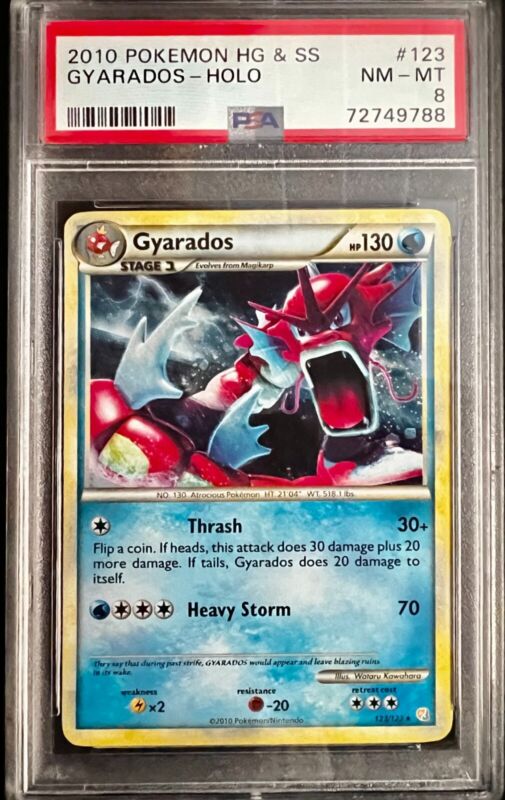 2010 POKEMON HG & SS #123
GYARADOS - HOLO NM - MT
8
PSA 72749788
Gyarados HP 130
STAGE 1 Evolves from Magikarp
NO. 130 Atrocious Pokémon HT. 21'04" WT. 518.1 lbs.
Thrash 30+
Flip a coin. If heads, this attack does 30 damage plus 20
more damage. If tails, Gyarados does 20 damage to
itself.
Heavy Storm 70
They say that during past strife, GYARADOS would appear and leave blazing ruins
in its wake.
Illus. Wataru Kawahara
weakness resistance retreat cost
×2 -20
©2010 Pokémon/Nintendo 123/123